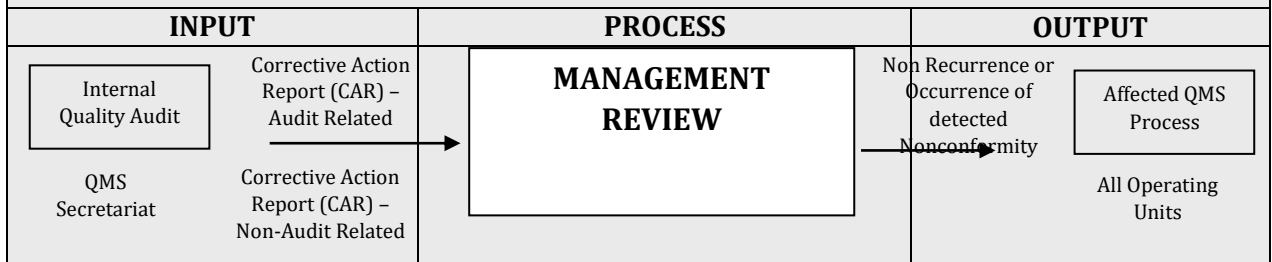 INPUT
PROCESS
OUTPUT
Internal
Quality Audit
QMS
Secretariat
Corrective Action
Report (CAR) –
Audit Related
Corrective Action
Report (CAR) –
Non-Audit Related
MANAGEMENT
REVIEW
Non Recurrence or
Occurrence of
detected
Nonconformity
Affected QMS
Process
All Operating
Units